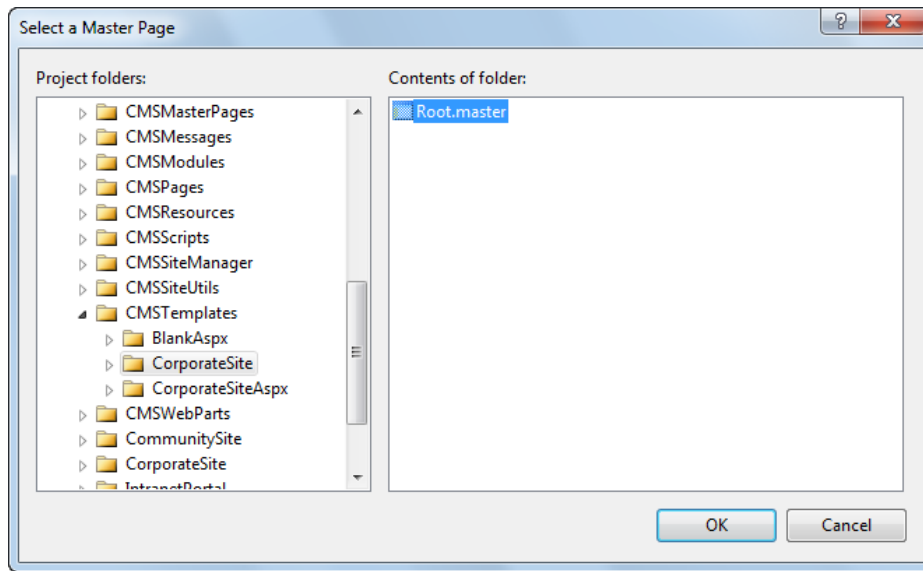 Select a Master Page
?
Project folders:
Contents of folder:
CMSMasterPages
CMSMessages
CMSModules
CMSPages
CMSResources
CMSScripts
CMSSiteManager
CMSSiteUtils
CMSTemplates
BlankAspx
CorporateSite
CorporateSiteAspx
CMSWebParts
CommunitySite
CorporateSite
IntranetPortal
Root.master
OK
Cancel